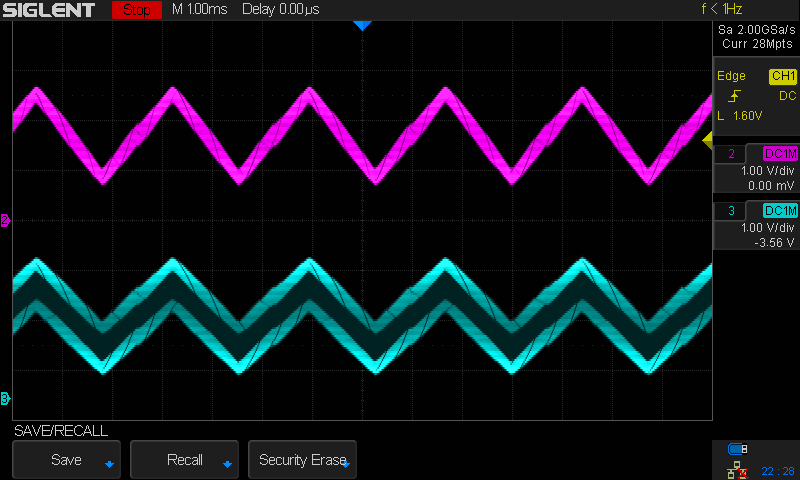 SIGLENT Stop M 1.00ms Delay 0.00µs f < 1Hz
Sa 2.00GSa/s
Curr 28Mpts
Edge CH1
DC
L 1.60V
2 DC1M
1.00 V/div
0.00 mV
3 DC1M
1.00 V/div
-3.56 V
2
3
SAVE/RECALL
Save Recall Security Erase
22:28